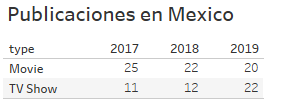 Publicaciones en Mexico
type 2017 2018 2019
Movie 25 22 20
TV Show 11 12 22